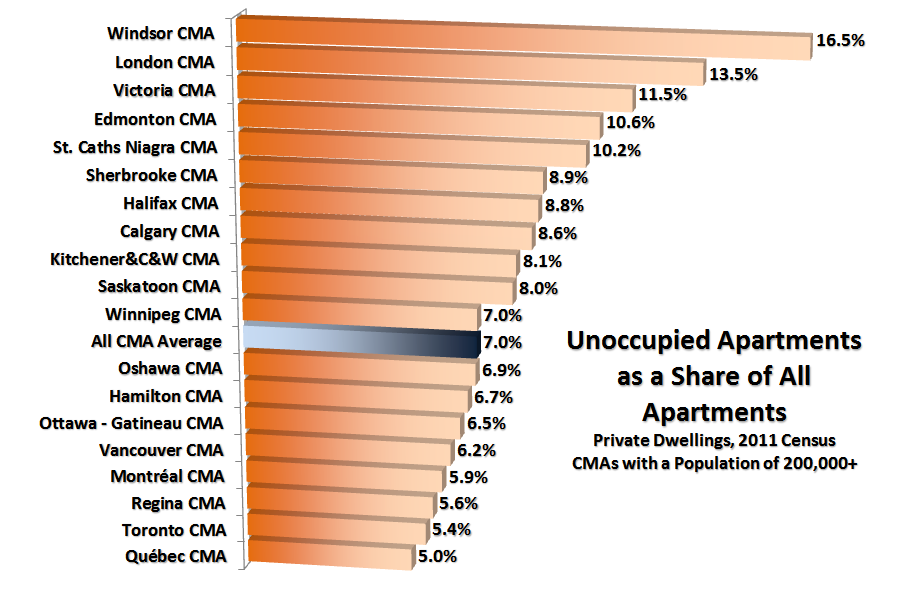 Windsor CMA 16.5%
London CMA 13.5%
Victoria CMA 11.5%
Edmonton CMA 10.6%
St. Caths Niagra CMA 10.2%
Sherbrooke CMA 8.9%
Halifax CMA 8.8%
Calgary CMA 8.6%
Kitchener&C&W CMA 8.1%
Saskatoon CMA 8.0%
Winnipeg CMA 7.0%
All CMA Average 7.0%
Oshawa CMA 6.9%
Hamilton CMA 6.7%
Ottawa - Gatineau CMA 6.5%
Vancouver CMA 6.2%
Montréal CMA 5.9%
Regina CMA 5.6%
Toronto CMA 5.4%
Québec CMA 5.0%
Unoccupied Apartments
as a Share of All
Apartments
Private Dwellings, 2011 Census
CMAs with a Population of 200,000+